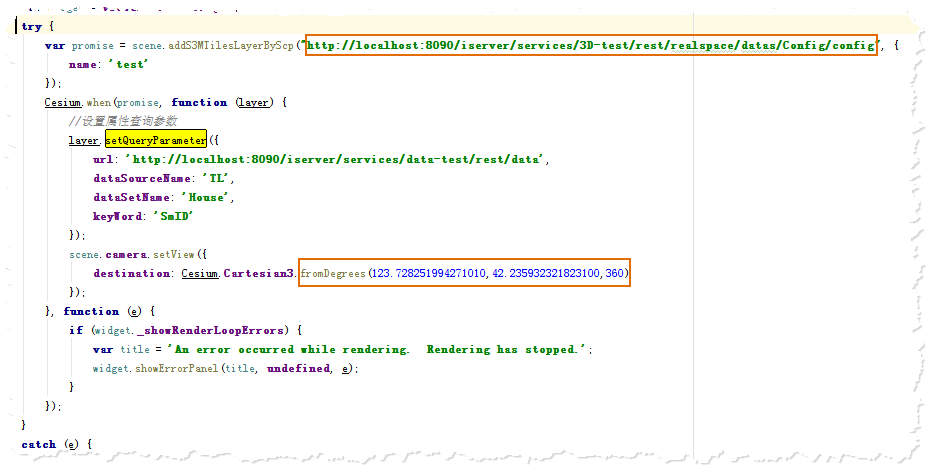 try {
var promise = scene.addS3MTilesLayerByScp("http://localhost:8090/iserver/services/3D-test/rest/realspace/datas/Config/config", {
name: 'test'
});
Cesium.when(promise, function (layer) {
//设置属性查询参数
layer.setQueryParameter({
url: 'http://localhost:8090/iserver/services/data-test/rest/data',
dataSourceName: 'TL',
dataSetName: 'House',
keyWord: 'SmID'
});
scene.camera.setView({
destination: Cesium.Cartesian3.fromDegrees(123.728251994271010, 42.235932321823100, 360)
});
}, function (e) {
if (widget._showRenderLoopErrors) {
var title = 'An error occurred while rendering.  Rendering has stopped.';
widget.showErrorPanel(title, undefined, e);
}
});
}
catch (e) {